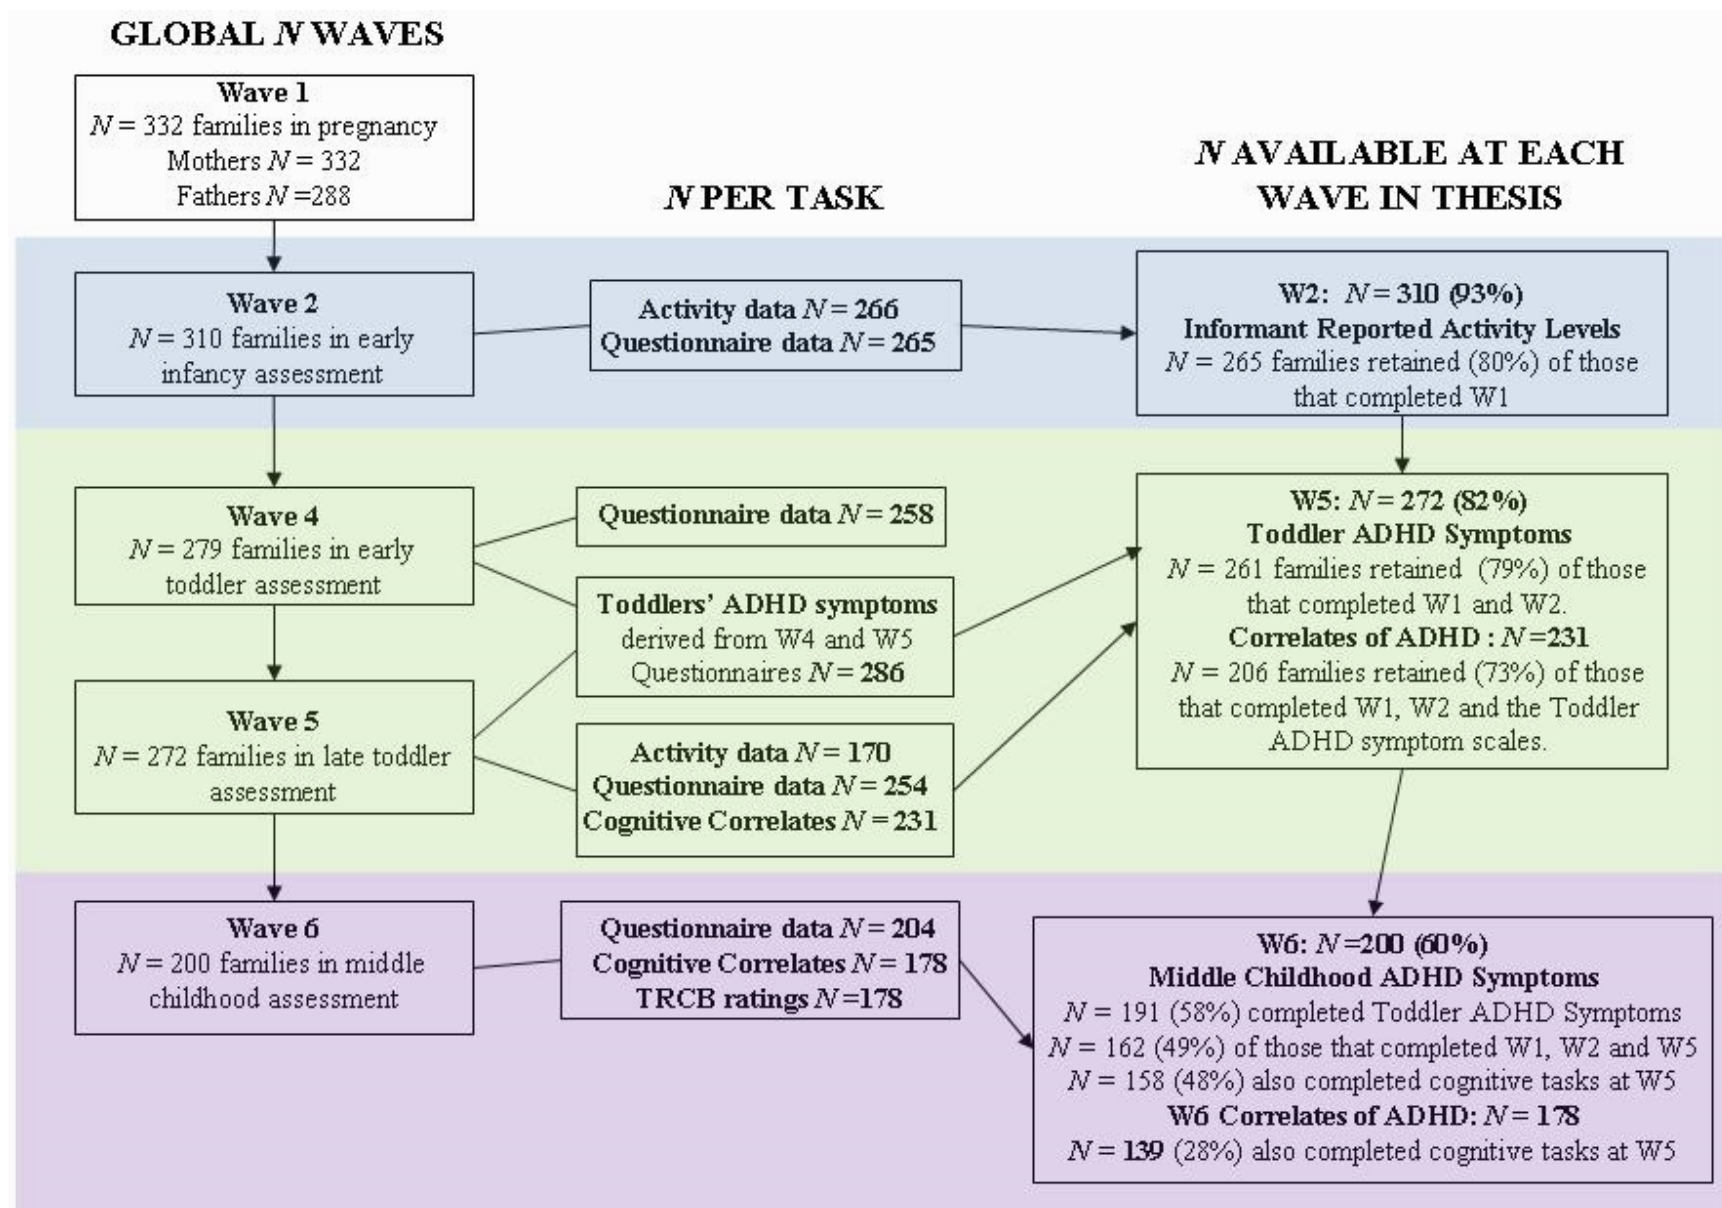 GLOBAL N WAVES
Wave 1
N = 332 families in pregnancy
Mothers N = 332
Fathers N =288
N PER TASK
N AVAILABLE AT EACH
WAVE IN THESIS
Wave 2
N = 310 families in early
infancy assessment
Activity data N = 266
Questionnaire data N = 265
W2: N = 310 (93%)
Informant Reported Activity Levels
N = 265 families retained (80%) of those
that completed W1
Wave 4
N = 279 families in early
toddler assessment
Questionnaire data N = 258
Toddlers’ ADHD symptoms
derived from W4 and W5
Questionnaires N = 286
W5: N = 272 (82%)
Toddler ADHD Symptoms
N = 261 families retained (79%) of those
that completed W1 and W2.
Correlates of ADHD : N =231
N = 206 families retained (73%) of those
that completed W1, W2 and the Toddler
ADHD symptom scales.
Wave 5
N = 272 families in late toddler
assessment
Activity data N = 170
Questionnaire data N = 254
Cognitive Correlates N = 231
Wave 6
N = 200 families in middle
childhood assessment
Questionnaire data N = 204
Cognitive Correlates N = 178
TRCB ratings N =178
W6: N =200 (60%)
Middle Childhood ADHD Symptoms
N = 191 (58%) completed Toddler ADHD Symptoms
N = 162 (49%) of those that completed W1, W2 and W5
N = 158 (48%) also completed cognitive tasks at W5
W6 Correlates of ADHD: N = 178
N = 139 (28%) also completed cognitive tasks at W5